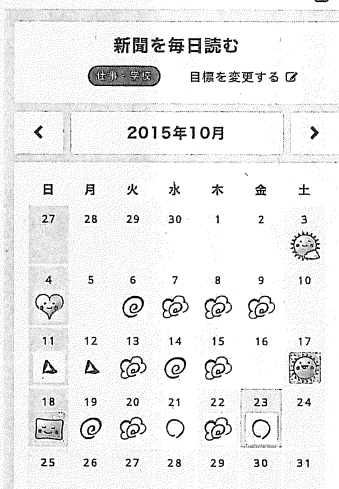 新聞を毎日読む
仕事・学校 目標を変更する
2015年10月
日 月 火 水 木 金 土
27 28 29 30 1 2 3
4 5 6 7 8 9 10
11 12 13 14 15 16 17
18 19 20 21 22 23 24
25 26 27 28 29 30 31